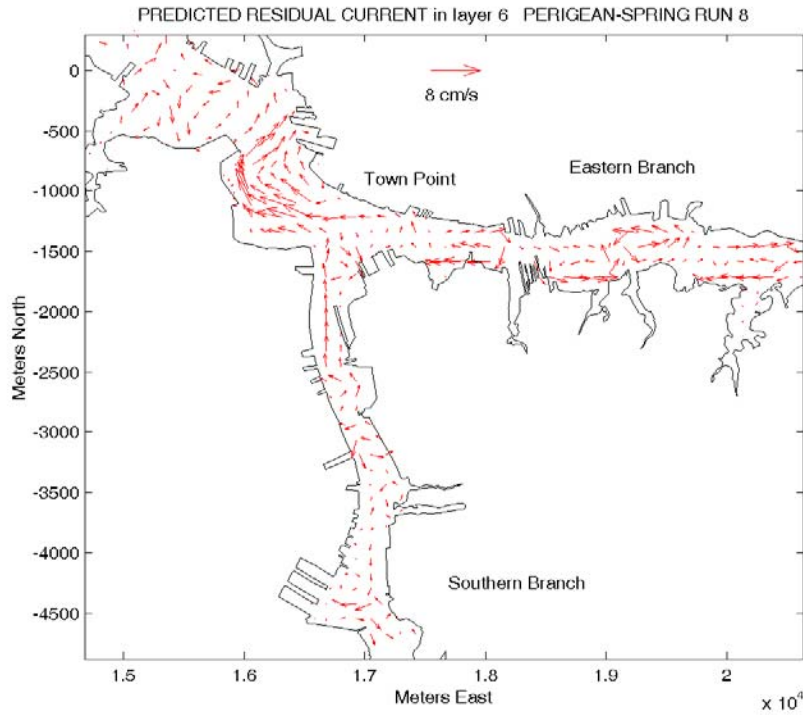 PREDICTED RESIDUAL CURRENT in layer 6 PERIGEAN-SPRING RUN 8
0
8 cm/s
-500
Eastern Branch
Town Point
-1000
-1500
-2000
Meters North
-2500
-3000
-3500
-4000
Southern Branch
-4500
1.5 1.6 1.7 1.8 1.9 2
Meters East
x 10⁴